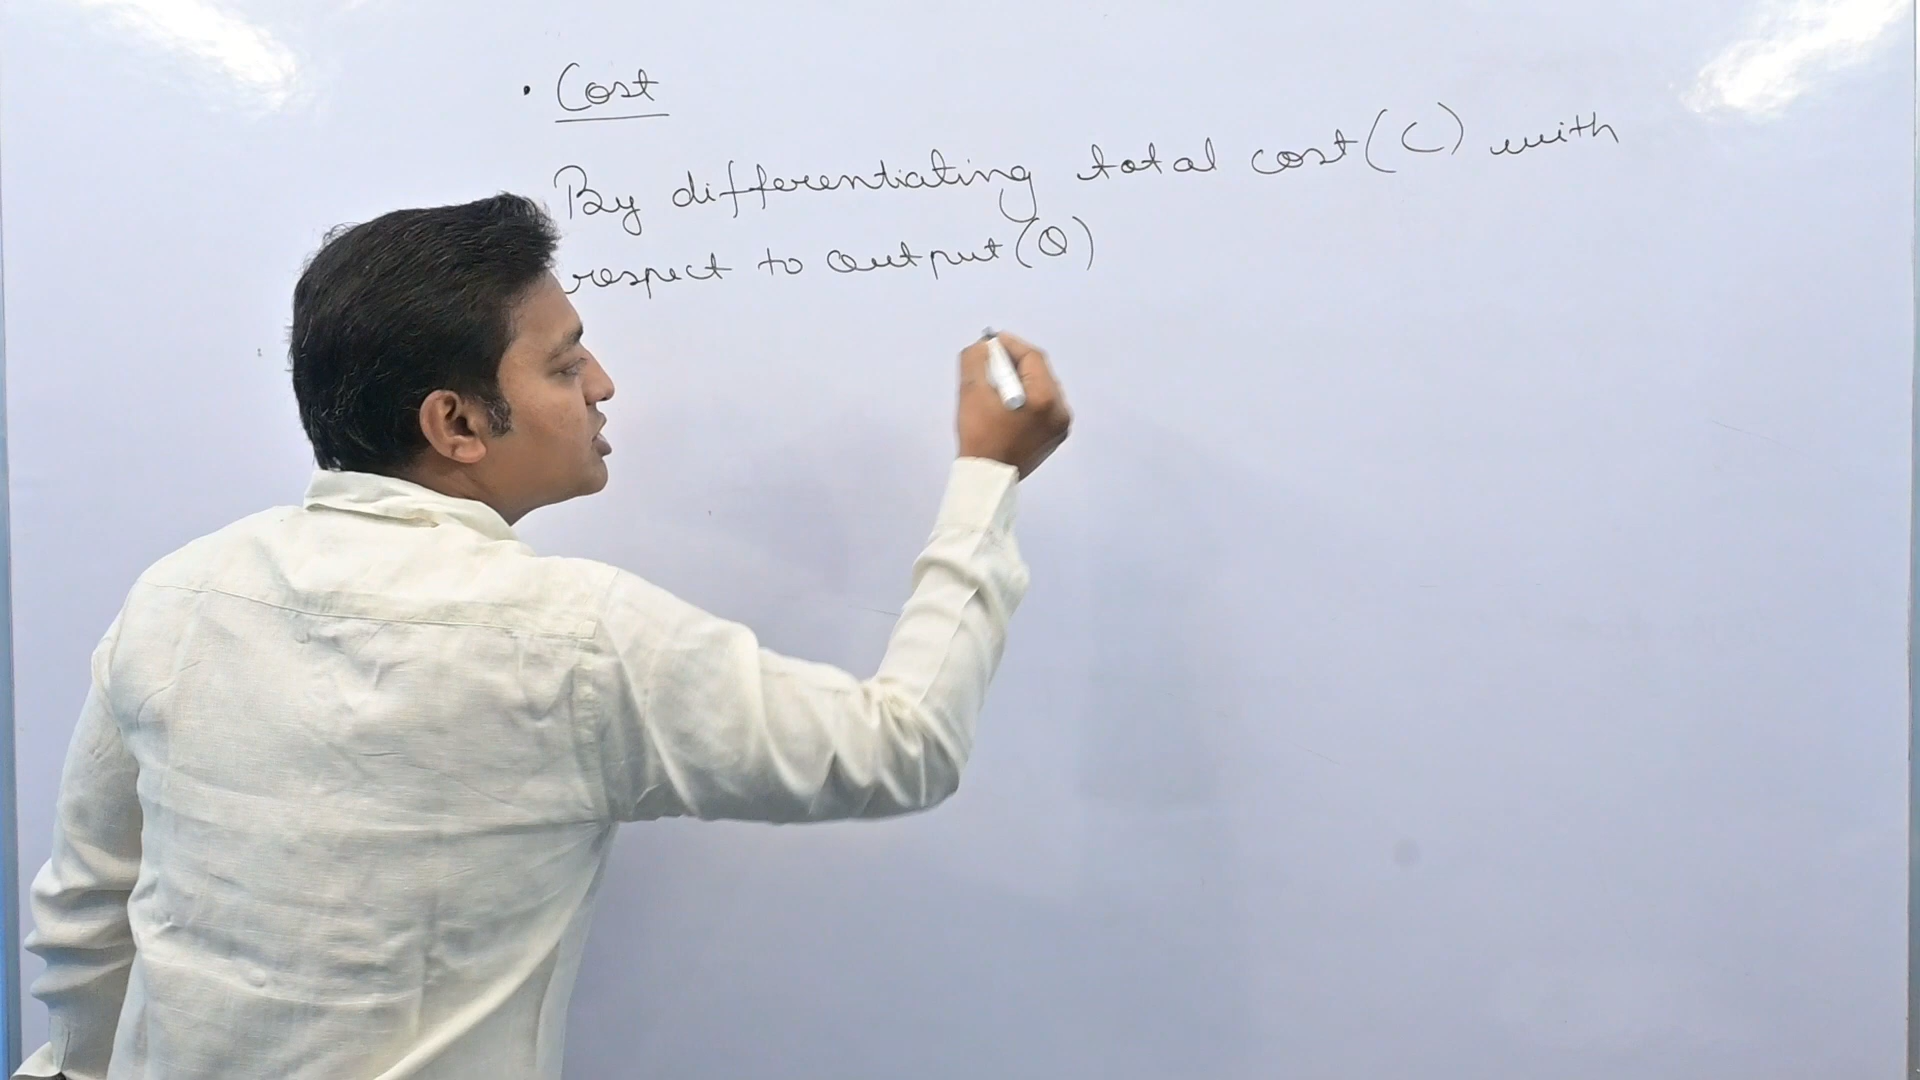 • Cost
By differentiating total cost (C) with
respect to output (Q)